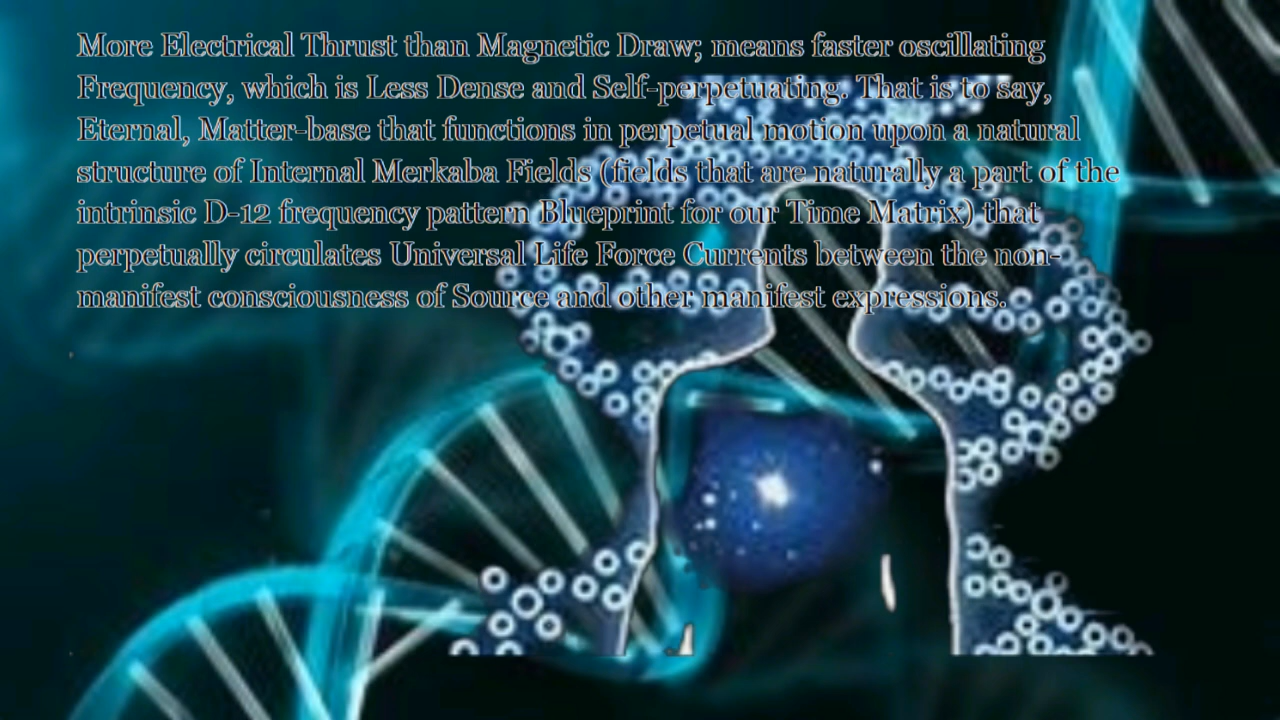 More Electrical Thrust than Magnetic Draw; means faster oscillating
Frequency, which is Less Dense and Self-perpetuating. That is to say,
Eternal, Matter-base that functions in perpetual motion upon a natural
structure of Internal Merkaba Fields (fields that are naturally a part of the
intrinsic D-12 frequency pattern Blueprint for our Time Matrix) that
perpetually circulates Universal Life Force Currents between the non-
manifest consciousness of Source and other manifest expressions.